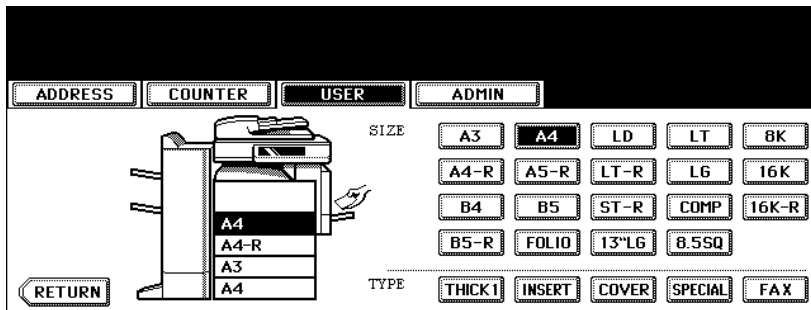 ADDRESS COUNTER USER ADMIN
SIZE A3 A4 LD LT 8K
A4-R A5-R LT-R LG 16K
B4 B5 ST-R COMP 16K-R
A4
A4-R B5-R FOLIO 13"LG 8.5SQ
A3
RETURN A4 TYPE THICK1 INSERT COVER SPECIAL FAX